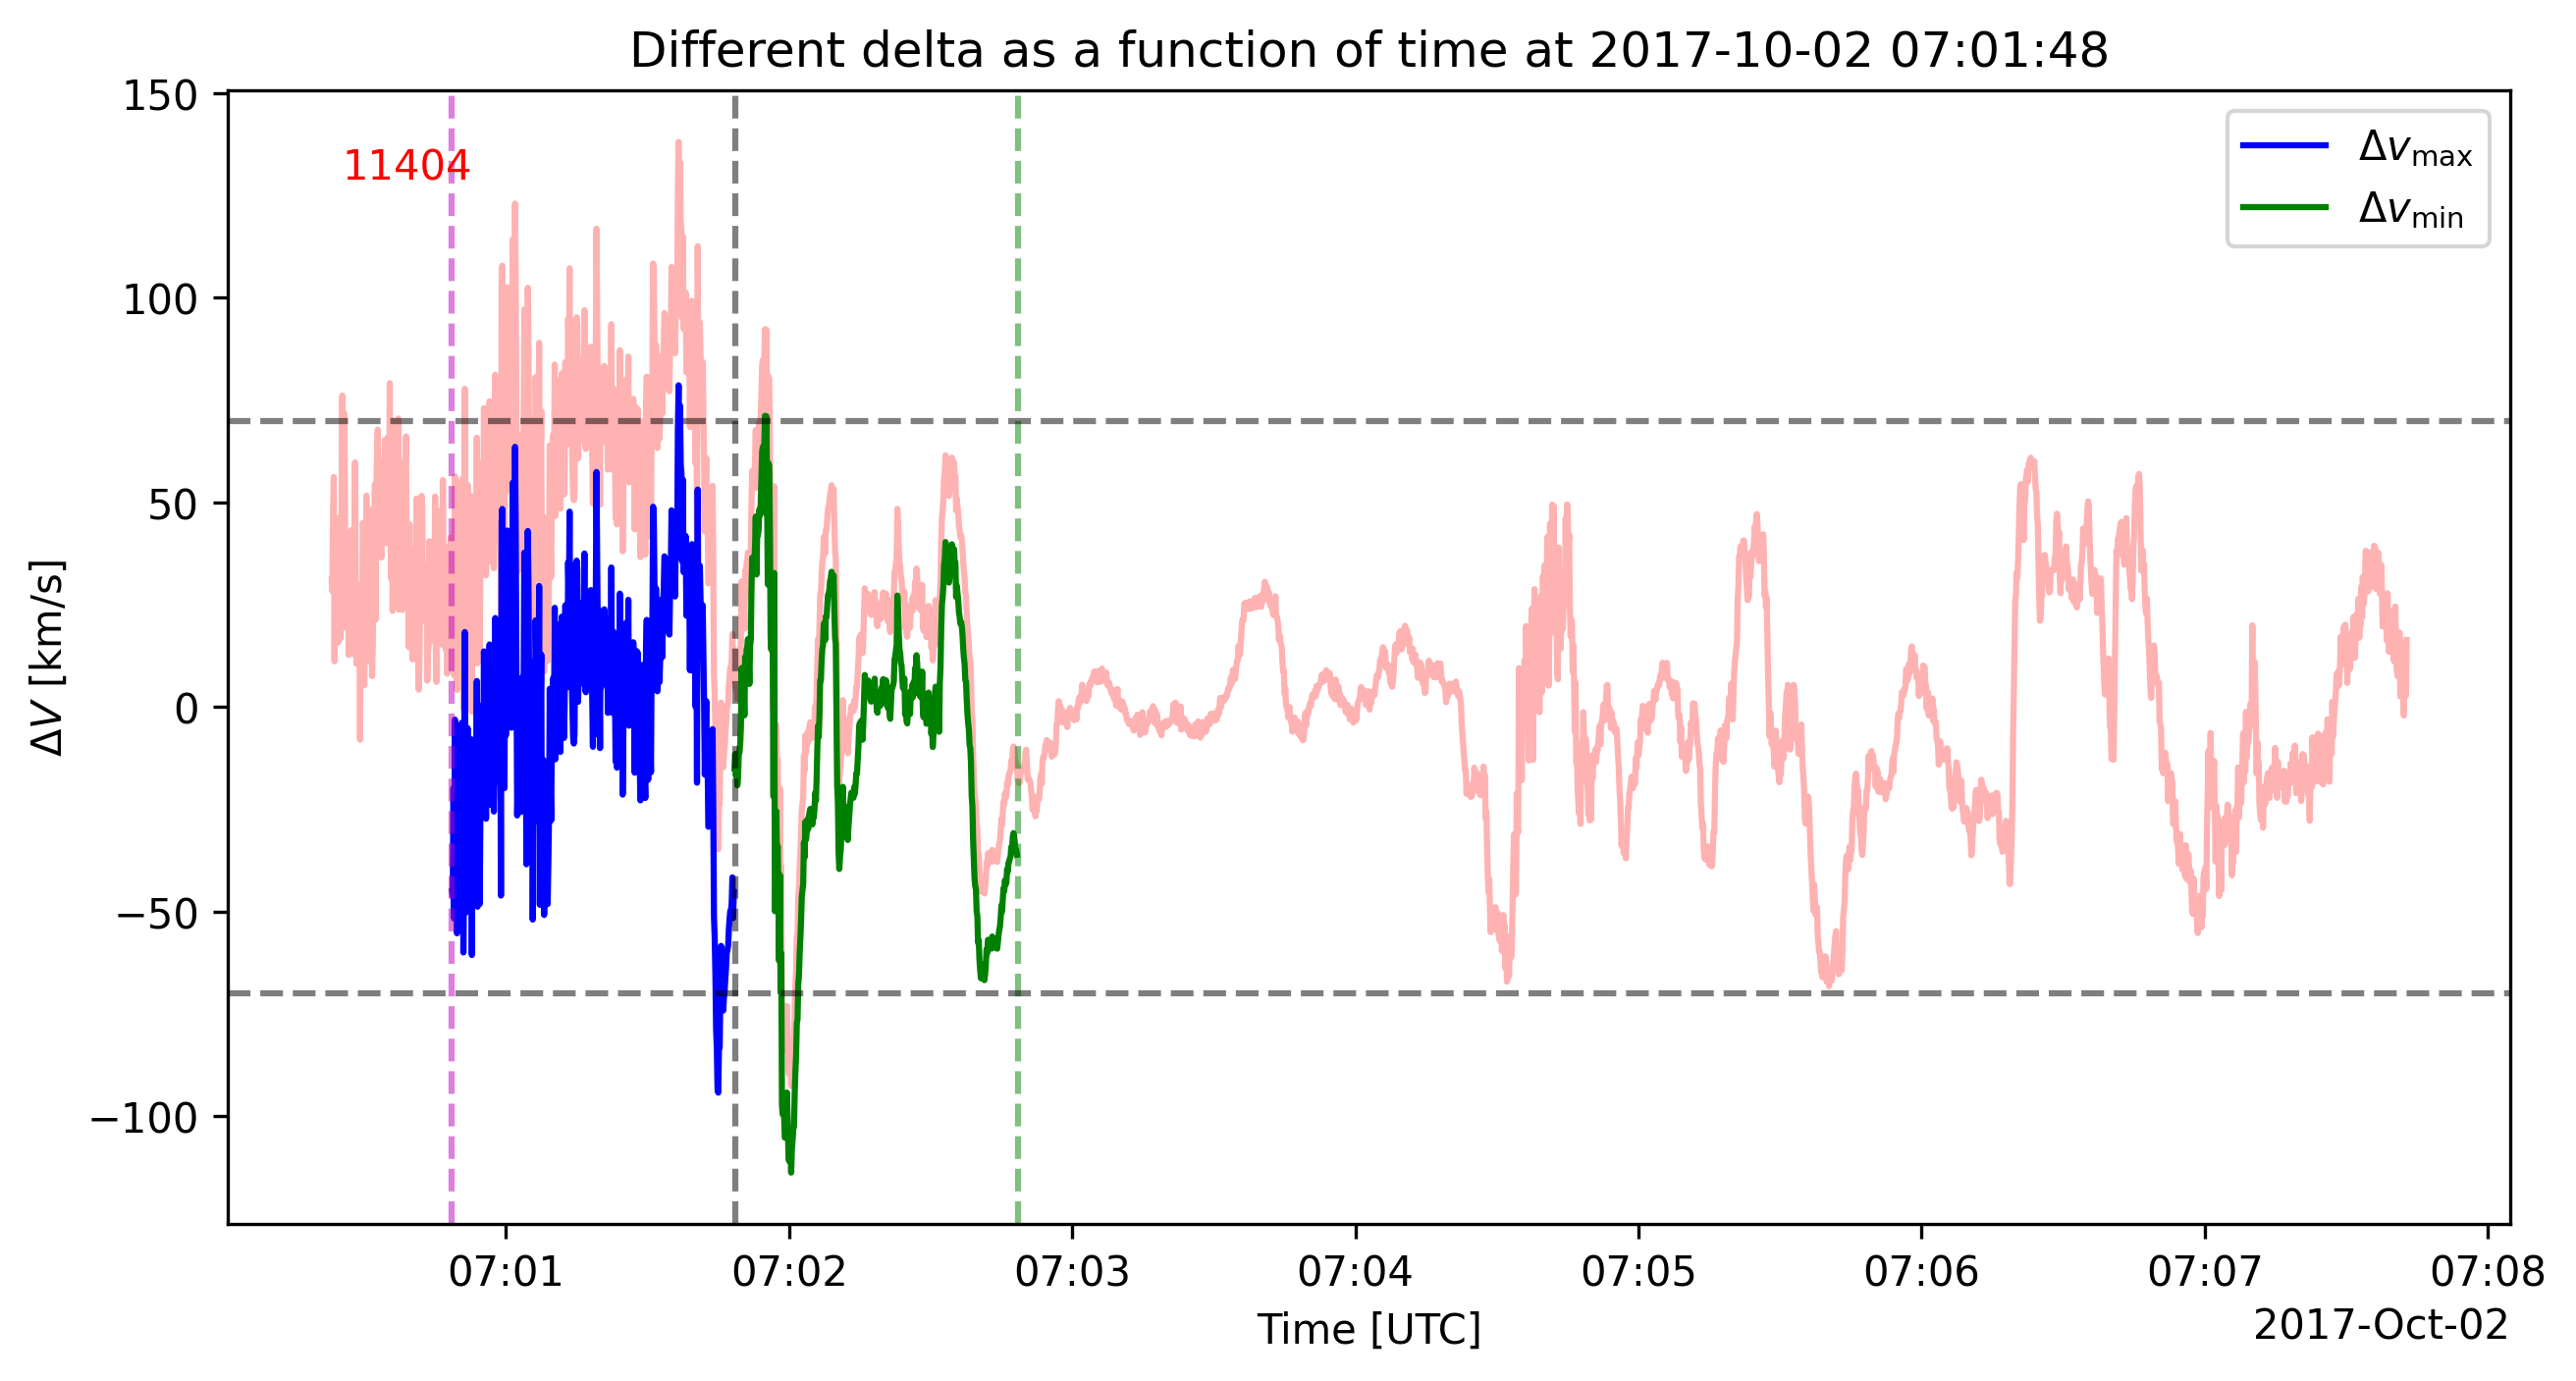 Different delta as a function of time at 2017-10-02 07:01:48
150
100
50
0
−50
−100
ΔV [km/s]
11404
Δv_max
Δv_min
07:01 07:02 07:03 07:04 07:05 07:06 07:07 07:08
Time [UTC]
2017-Oct-02